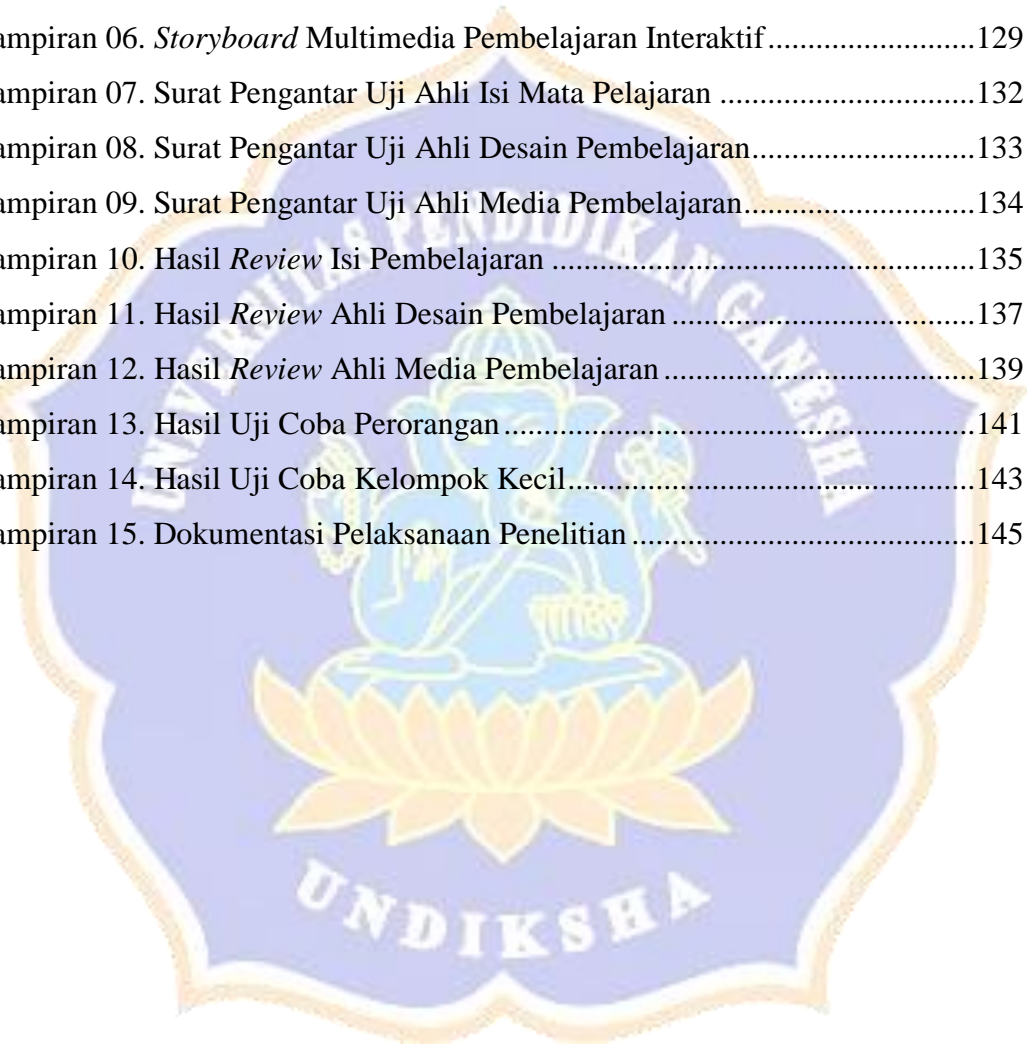 ampiran 06. Storyboard Multimedia Pembelajaran Interaktif..........................129
ampiran 07. Surat Pengantar Uji Ahli Isi Mata Pelajaran ................................132
ampiran 08. Surat Pengantar Uji Ahli Desain Pembelajaran............................133
ampiran 09. Surat Pengantar Uji Ahli Media Pembelajaran.............................134
ampiran 10. Hasil Review Isi Pembelajaran .....................................................135
ampiran 11. Hasil Review Ahli Desain Pembelajaran ......................................137
ampiran 12. Hasil Review Ahli Media Pembelajaran .......................................139
ampiran 13. Hasil Uji Coba Perorangan ...........................................................141
ampiran 14. Hasil Uji Coba Kelompok Kecil....................................................143
ampiran 15. Dokumentasi Pelaksanaan Penelitian ...........................................145
UNIVERSITAS PENDIDIKAN GANESHA
UNDIKSHA